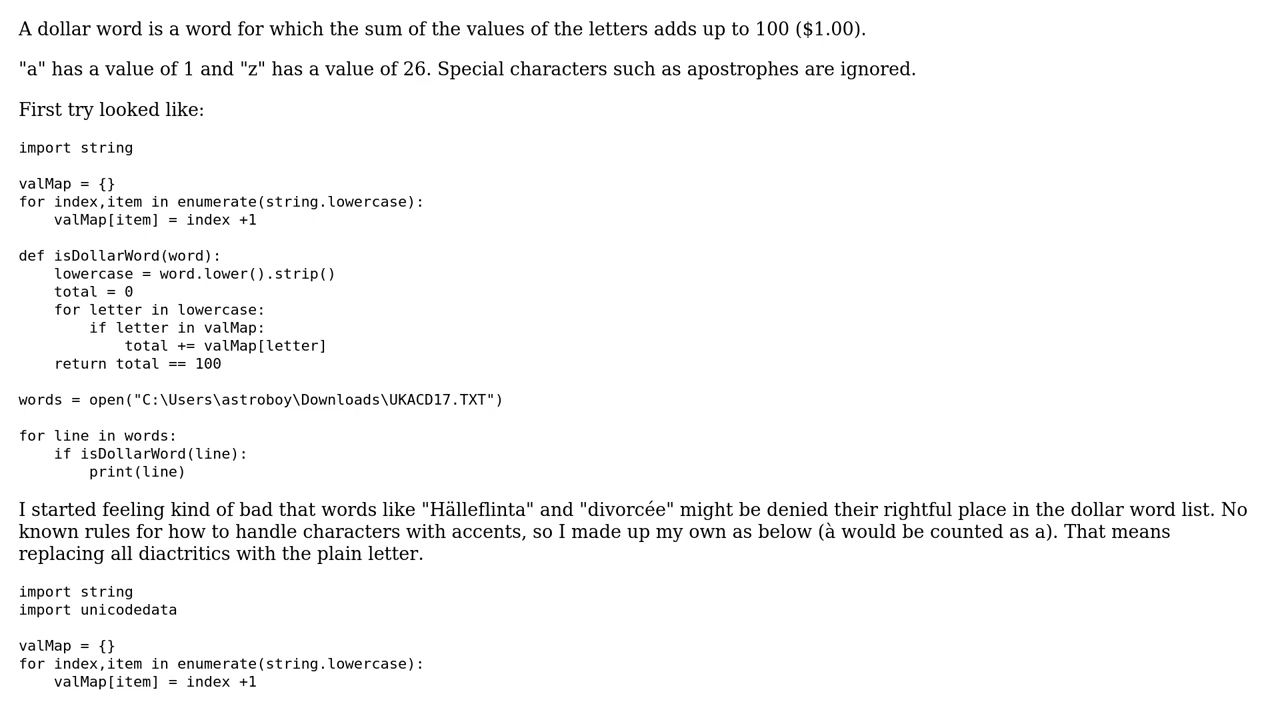 A dollar word is a word for which the sum of the values of the letters adds up to 100 ($1.00).
"a" has a value of 1 and "z" has a value of 26. Special characters such as apostrophes are ignored.
First try looked like:
import string
valMap = {}
for index,item in enumerate(string.lowercase):
    valMap[item] = index +1
def isDollarWord(word):
    lowercase = word.lower().strip()
    total = 0
    for letter in lowercase:
        if letter in valMap:
            total += valMap[letter]
    return total == 100
words = open("C:\Users\astroboy\Downloads\UKACD17.TXT")
for line in words:
    if isDollarWord(line):
        print(line)
I started feeling kind of bad that words like "Hälleflinta" and "divorcée" might be denied their rightful place in the dollar word list. No
known rules for how to handle characters with accents, so I made up my own as below (à would be counted as a). That means
replacing all diactritics with the plain letter.
import string
import unicodedata
valMap = {}
for index,item in enumerate(string.lowercase):
    valMap[item] = index +1